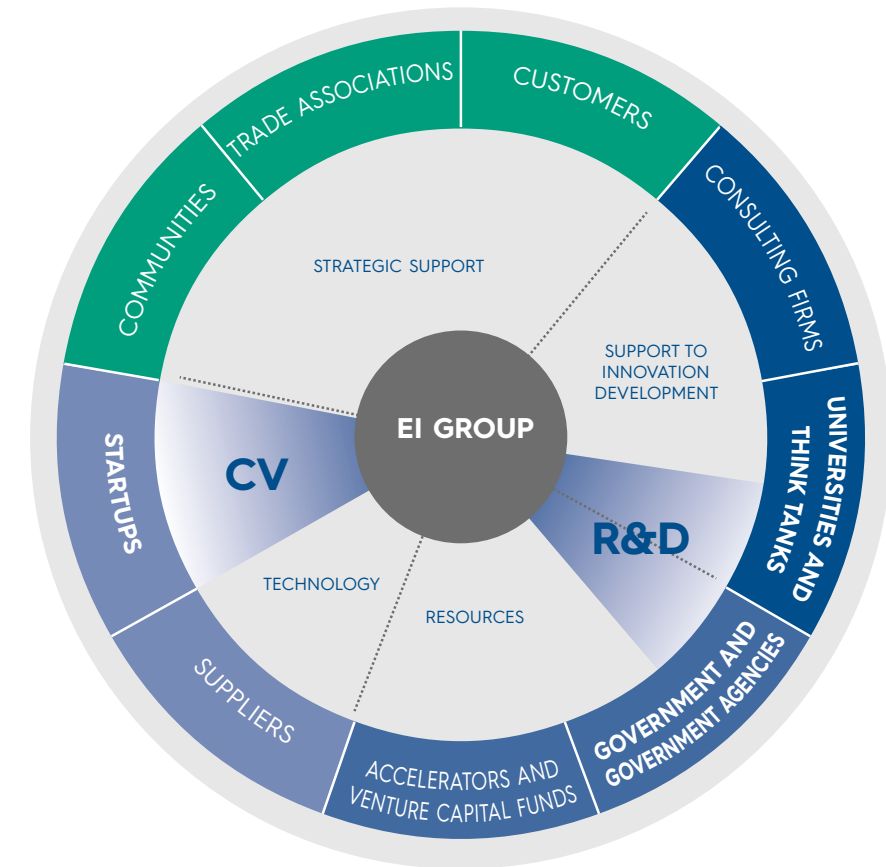 TRADE ASSOCIATIONS
CUSTOMERS
COMMUNITIES
CONSULTING FIRMS
STRATEGIC SUPPORT
SUPPORT TO
INNOVATION
DEVELOPMENT
EI GROUP
UNIVERSITIES AND
THINK TANKS
STARTUPS
CV
R&D
TECHNOLOGY
RESOURCES
SUPPLIERS
GOVERNMENT AND
GOVERNMENT AGENCIES
ACCELERATORS AND
VENTURE CAPITAL FUNDS